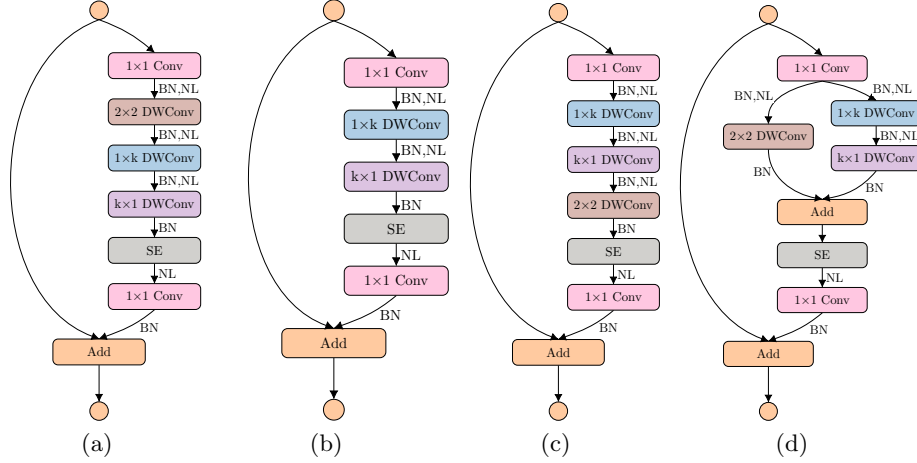 1×1 Conv
BN,NL
2×2 DWConv
BN,NL
1×k DWConv
BN,NL
k×1 DWConv
BN
SE
NL
1×1 Conv
BN
Add
(a)
1×1 Conv
BN,NL
1×k DWConv
BN,NL
k×1 DWConv
BN
SE
NL
1×1 Conv
BN
Add
(b)
1×1 Conv
BN,NL
1×k DWConv
BN,NL
k×1 DWConv
BN,NL
2×2 DWConv
BN
SE
NL
1×1 Conv
BN
Add
(c)
1×1 Conv
BN,NL
BN,NL
1×k DWConv
2×2 DWConv
BN,NL
k×1 DWConv
BN
BN
Add
SE
NL
1×1 Conv
BN
Add
(d)